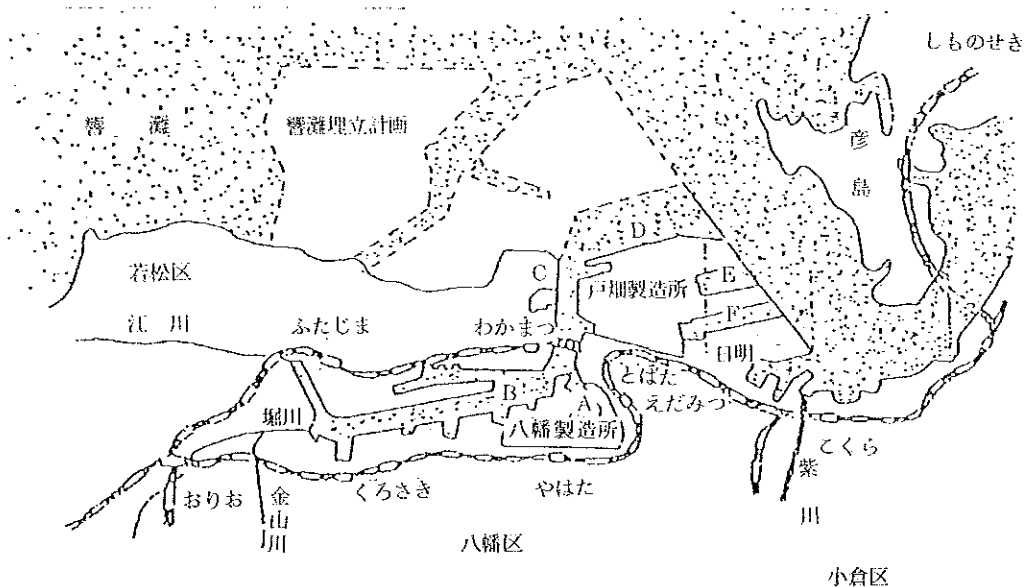 しものせき
響灘
響灘埋立計画
彦島
D
若松区
C
E
戸畑製造所
F
江川
ふたじま
わかまつ
日明
とばた
B
えだみつ
A
堀川
八幡製造所
こくら
紫川
おりお
金山川
くろさき
やはた
八幡区
小倉区